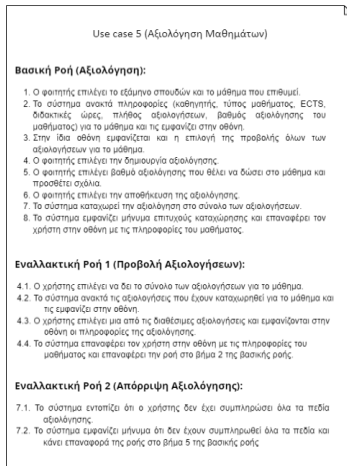 Use case 5 (Αξιολόγηση Μαθημάτων)
Βασική Ροή (Αξιολόγηση):
1. Ο φοιτητής επιλέγει το εξάμηνο σπουδών και το μάθημα που επιθυμεί.
2. Το σύστημα ανακτά πληροφορίες (καθηγητής, τύπος μαθήματος, ECTS,
διδακτικές ώρες, πλήθος αξιολογήσεων, βαθμός αξιολόγησης του
μαθήματος) για το μάθημα και τις εμφανίζει στην οθόνη.
3. Στην ίδια οθόνη εμφανίζεται και η επιλογή της προβολής όλων των
αξιολογήσεων για το μάθημα.
4. Ο φοιτητής επιλέγει την δημιουργία αξιολόγησης.
5. Ο φοιτητής επιλέγει βαθμό αξιολόγησης που θέλει να δώσει στο μάθημα και
προσθέτει σχόλια.
6. Ο φοιτητής επιλέγει την αποθήκευση της αξιολόγησης.
7. Το σύστημα καταχωρεί την αξιολόγηση στο σύνολο των αξιολογήσεων.
8. Το σύστημα εμφανίζει μήνυμα επιτυχούς καταχώρησης και επαναφέρει τον
χρήστη στην οθόνη με τις πληροφορίες του μαθήματος.
Εναλλακτική Ροή 1 (Προβολή Αξιολογήσεων):
4.1. Ο χρήστης επιλέγει να δει το σύνολο των αξιολογήσεων για το μάθημα.
4.2. Το σύστημα ανακτά τις αξιολογήσεις που έχουν καταχωρηθεί για το μάθημα και
τις εμφανίζει στην οθόνη.
4.3. Ο χρήστης επιλέγει μια από τις διαθέσιμες αξιολογήσεις και εμφανίζονται στην
οθόνη οι πληροφορίες της αξιολόγησης.
4.4. Το σύστημα επαναφέρει τον χρήστη στην οθόνη με τις πληροφορίες του
μαθήματος και επαναφέρει την ροή στο βήμα 2 της βασικής ροής.
Εναλλακτική Ροή 2 (Απόρριψη Αξιολόγησης):
7.1. Το σύστημα εντοπίζει ότι ο χρήστης δεν έχει συμπληρώσει όλα τα πεδία
αξιολόγησης.
7.2. Το σύστημα εμφανίζει μήνυμα ότι δεν έχουν συμπληρωθεί όλα τα πεδία και
κάνει επαναφορά της ροής στο βήμα 5 της βασικής ροής